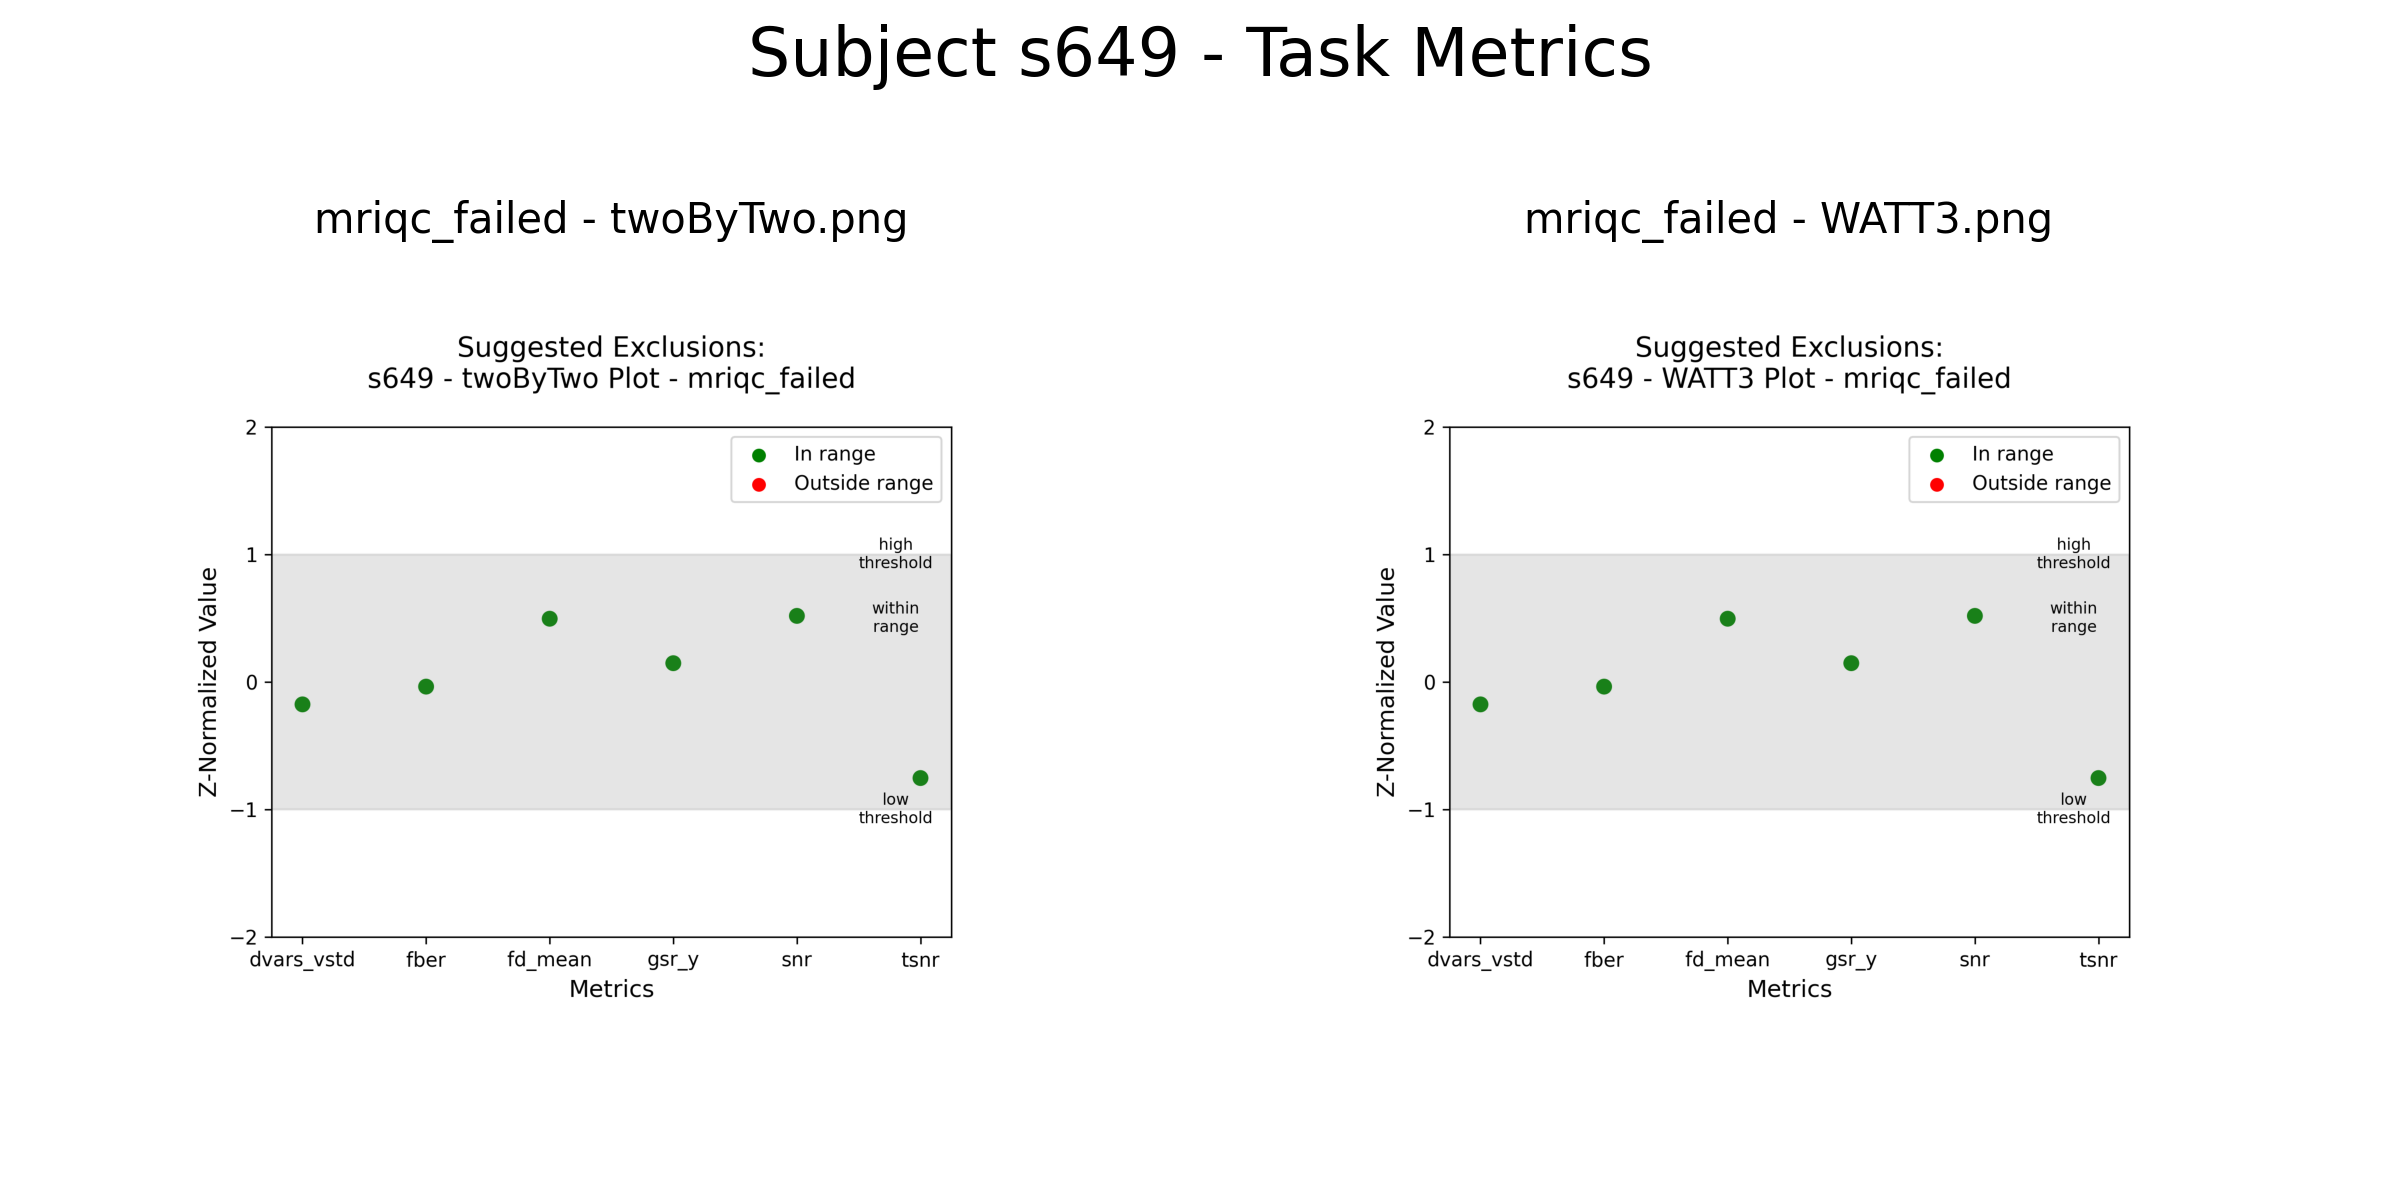 Subject s649 - Task Metrics
mriqc_failed - twoByTwo.png
Suggested Exclusions:
s649 - twoByTwo Plot - mriqc_failed
2
1
0
−1
−2
Z-Normalized Value
In range
Outside range
high
threshold
within
range
low
threshold
dvars_vstd fber fd_mean gsr_y snr tsnr
Metrics
mriqc_failed - WATT3.png
Suggested Exclusions:
s649 - WATT3 Plot - mriqc_failed
2
1
0
−1
−2
Z-Normalized Value
In range
Outside range
high
threshold
within
range
low
threshold
dvars_vstd fber fd_mean gsr_y snr tsnr
Metrics